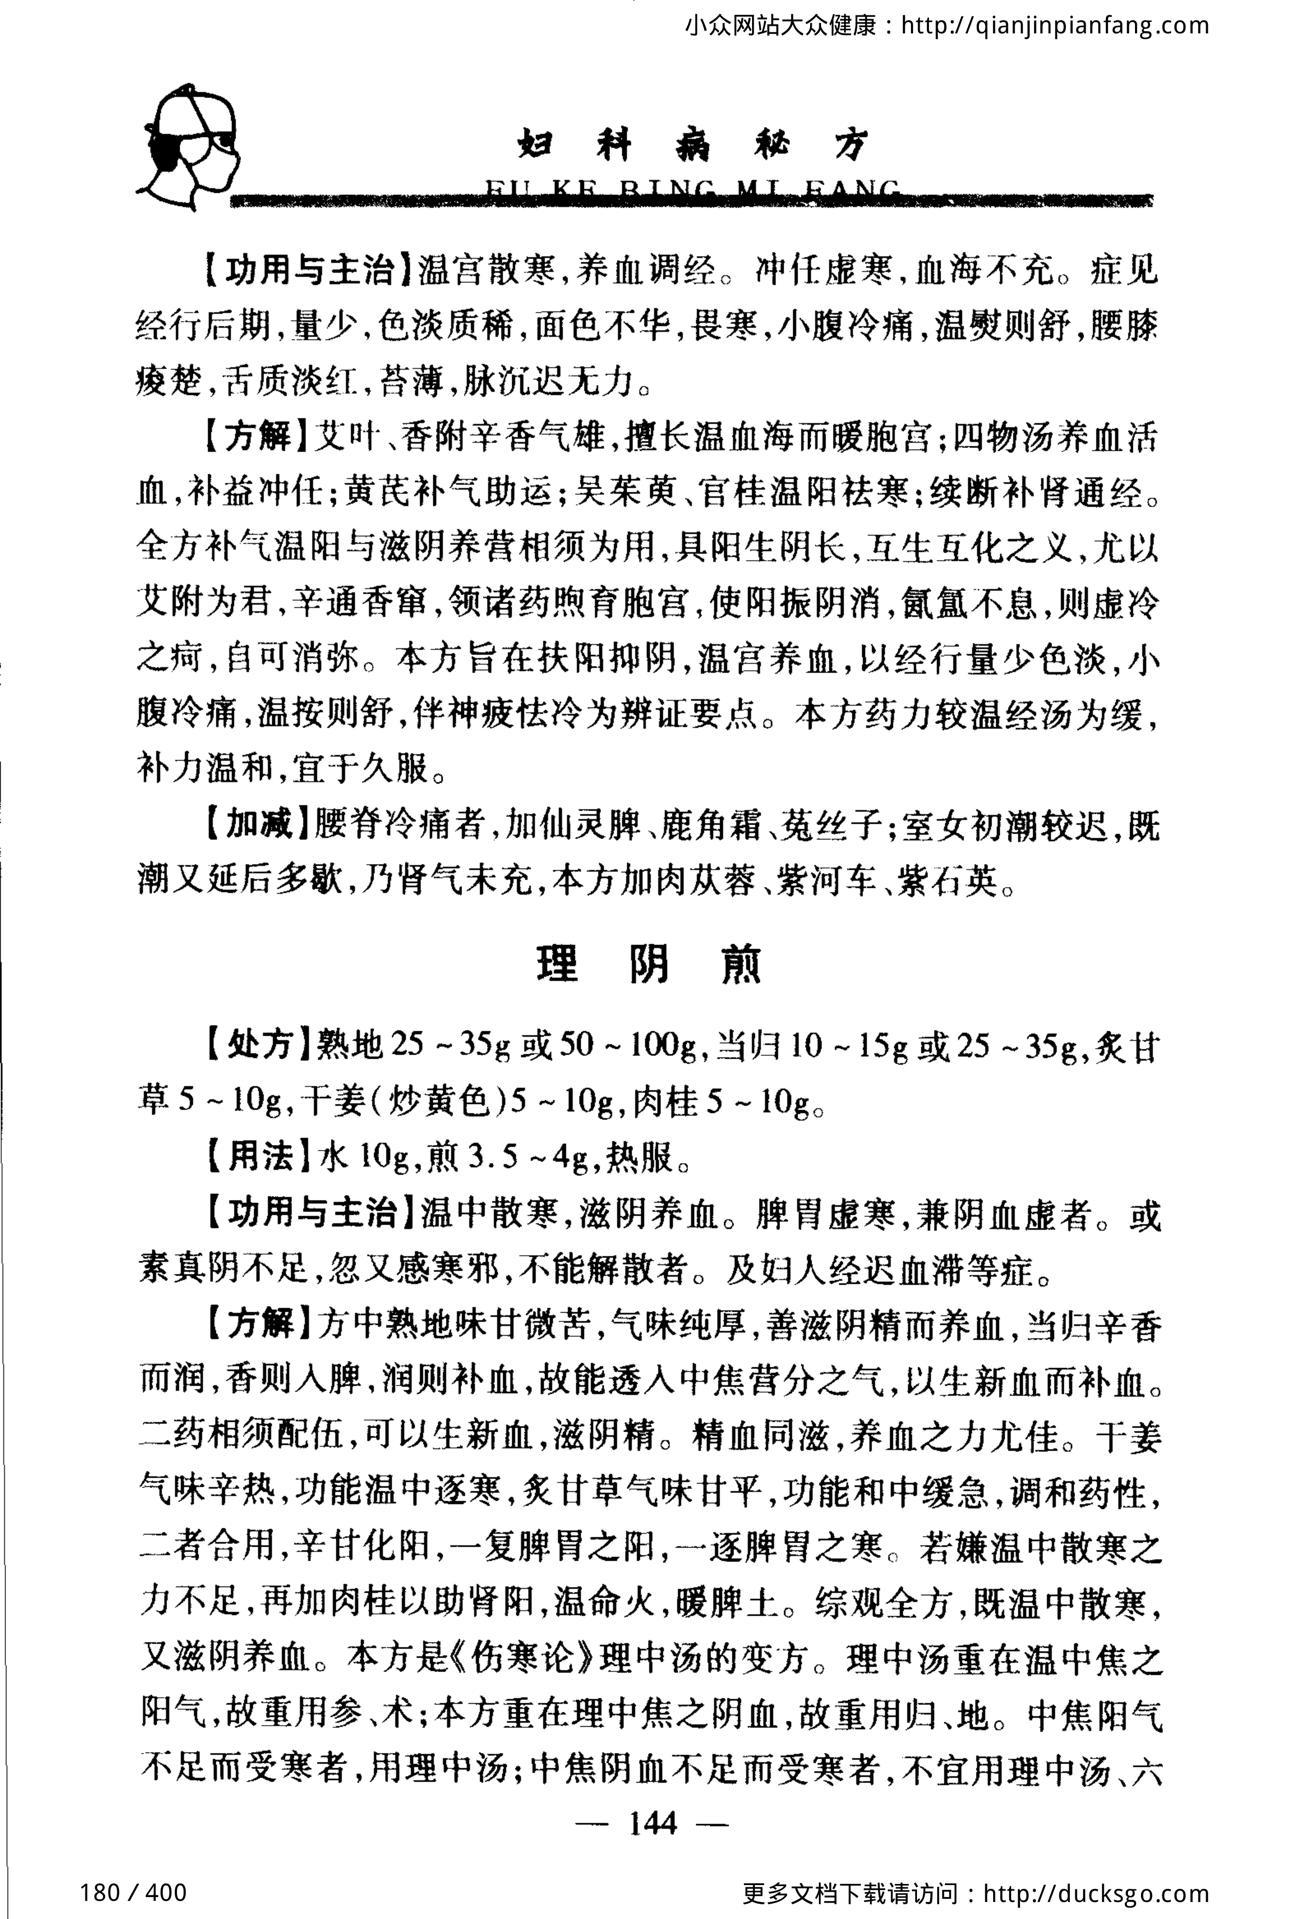 小众网站大众健康：http://qianjinpianfang.com
妇科病秘方
FU KE BING MI FANG
【功用与主治】温宫散寒，养血调经。冲任虚寒，血海不充。症见
经行后期，量少，色淡质稀，面色不华，畏寒，小腹冷痛，温熨则舒，腰膝
痠楚，舌质淡红，苔薄，脉沉迟无力。
【方解】艾叶、香附辛香气雄，擅长温血海而暖胞宫；四物汤养血活
血，补益冲任；黄芪补气助运；吴茱萸、官桂温阳祛寒；续断补肾通经。
全方补气温阳与滋阴养营相须为用，具阳生阴长，互生互化之义，尤以
艾附为君，辛通香窜，领诸药煦育胞宫，使阳振阴消，氤氲不息，则虚冷
之疴，自可消弥。本方旨在扶阳抑阴，温宫养血，以经行量少色淡，小
腹冷痛，温按则舒，伴神疲怯冷为辨证要点。本方药力较温经汤为缓，
补力温和，宜于久服。
【加减】腰脊冷痛者，加仙灵脾、鹿角霜、菟丝子；室女初潮较迟，既
潮又延后多歇，乃肾气未充，本方加肉苁蓉、紫河车、紫石英。
理阴煎
【处方】熟地25～35g或50～100g，当归10～15g或25～35g，炙甘
草5～10g，干姜(炒黄色)5～10g，肉桂5～10g。
【用法】水10g，煎3.5～4g，热服。
【功用与主治】温中散寒，滋阴养血。脾胃虚寒，兼阴血虚者。或
素真阴不足，忽又感寒邪，不能解散者。及妇人经迟血滞等症。
【方解】方中熟地味甘微苦，气味纯厚，善滋阴精而养血，当归辛香
而润，香则入脾，润则补血，故能透入中焦营分之气，以生新血而补血。
二药相须配伍，可以生新血，滋阴精。精血同滋，养血之力尤佳。干姜
气味辛热，功能温中逐寒，炙甘草气味甘平，功能和中缓急，调和药性，
二者合用，辛甘化阳，一复脾胃之阳，一逐脾胃之寒。若嫌温中散寒之
力不足，再加肉桂以助肾阳，温命火，暖脾土。综观全方，既温中散寒，
又滋阴养血。本方是《伤寒论》理中汤的变方。理中汤重在温中焦之
阳气，故重用参、术；本方重在理中焦之阴血，故重用归、地。中焦阳气
不足而受寒者，用理中汤；中焦阴血不足而受寒者，不宜用理中汤、六
— 144 —
180 / 400
更多文档下载请访问：http://ducksgo.com